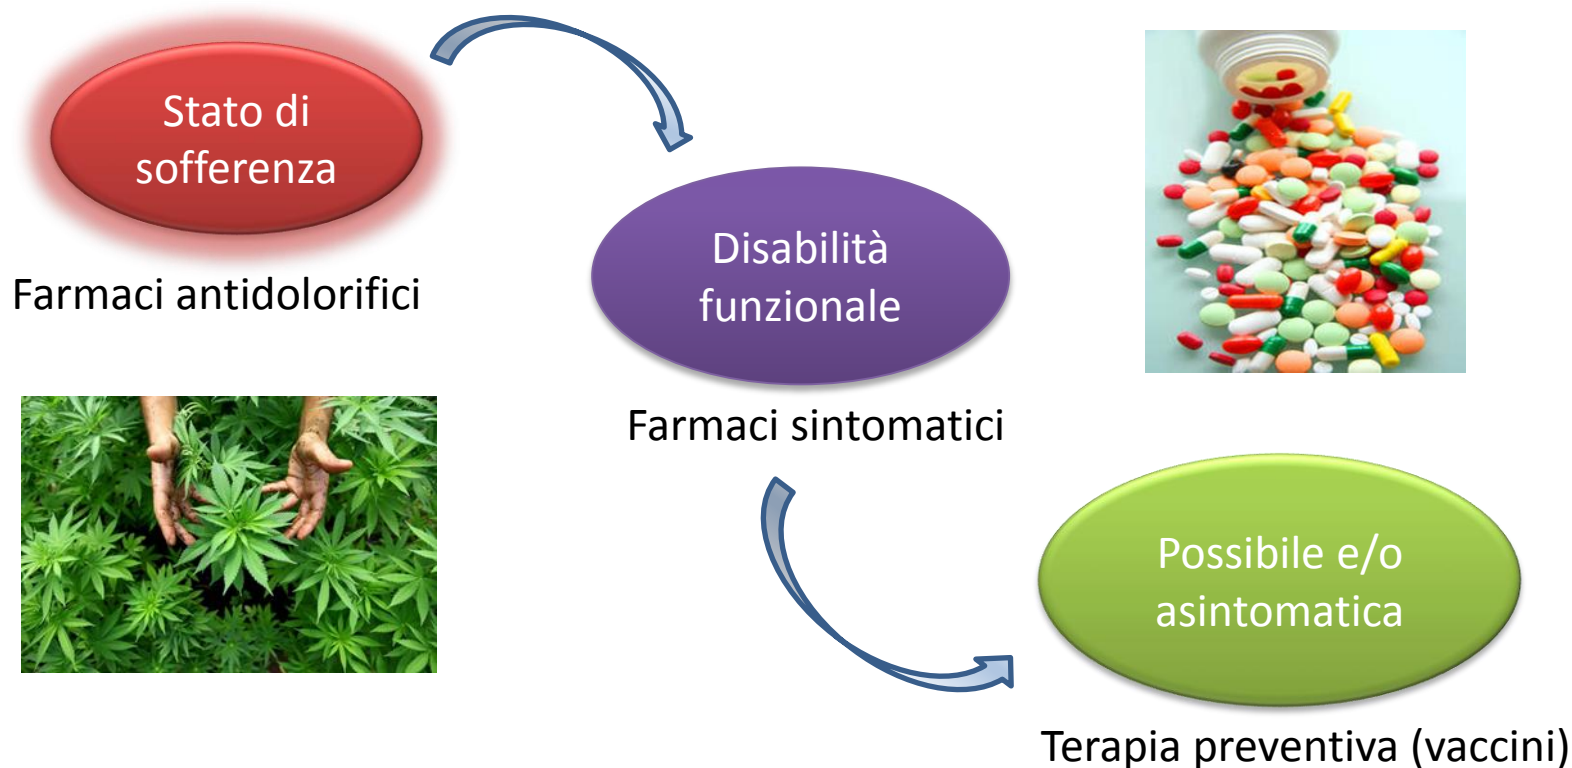 Stato di
sofferenza
Farmaci antidolorifici
Disabilità
funzionale
Farmaci sintomatici
Possibile e/o
asintomatica
Terapia preventiva (vaccini)